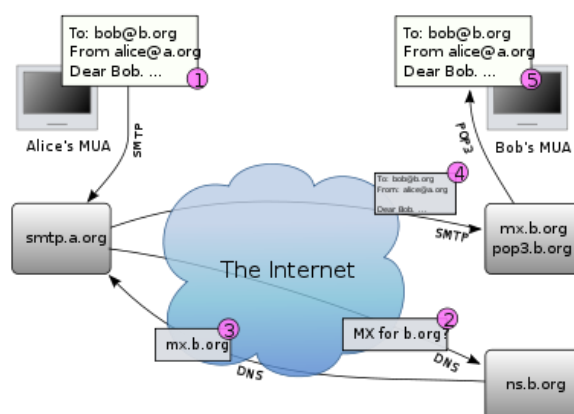 To: bob@b.org
From alice@a.org
Dear Bob. ...
1
Alice's MUA
SMTP
To: bob@b.org
From alice@a.org
Dear Bob. ...
5
Bob's MUA
POP3
4
To: bob@b.org
From: alice@a.org
Dear Bob. ...
SMTP
smtp.a.org
mx.b.org
pop3.b.org
The Internet
3
mx.b.org
DNS
2
MX for b.org?
DNS
ns.b.org